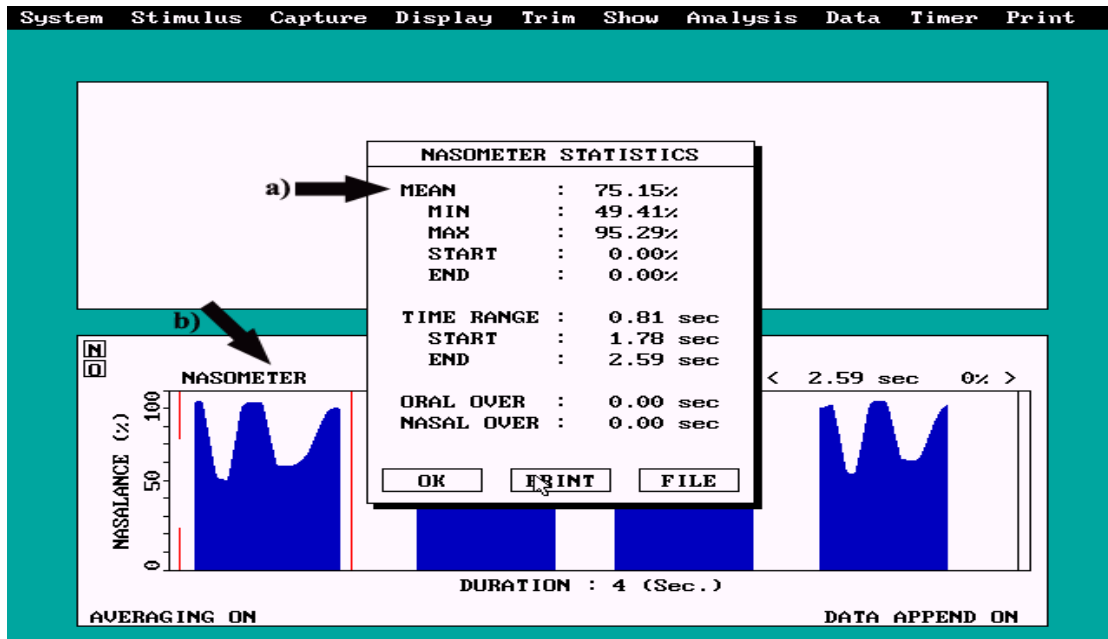 System Stimulus Capture Display Trim Show Analysis Data Timer Print
NASOMETER STATISTICS
a)
MEAN : 75.15%
MIN : 49.41%
MAX : 95.29%
START : 0.00%
END : 0.00%
TIME RANGE : 0.81 sec
START : 1.78 sec
END : 2.59 sec
ORAL OVER : 0.00 sec
NASAL OVER : 0.00 sec
OK PRINT FILE
b)
N
O
NASOMETER
< 2.59 sec 0% >
NASALANCE (%)
100
50
0
DURATION : 4 (Sec.)
AVERAGING ON
DATA APPEND ON